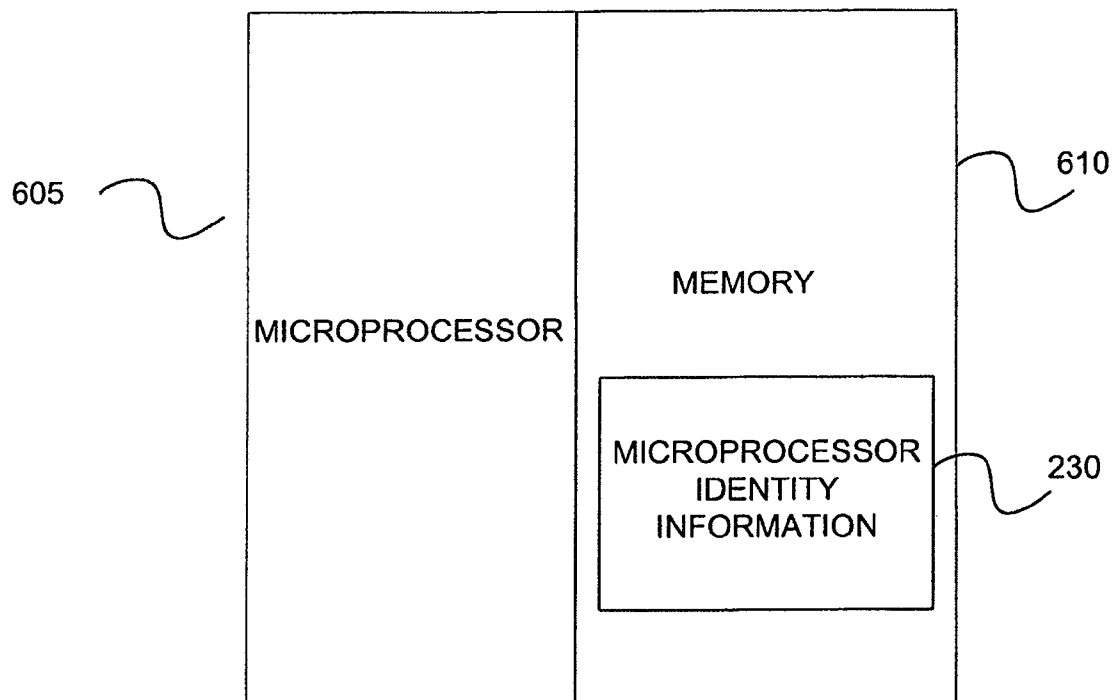 605
610
MEMORY
MICROPROCESSOR
MICROPROCESSOR
IDENTITY
INFORMATION
230